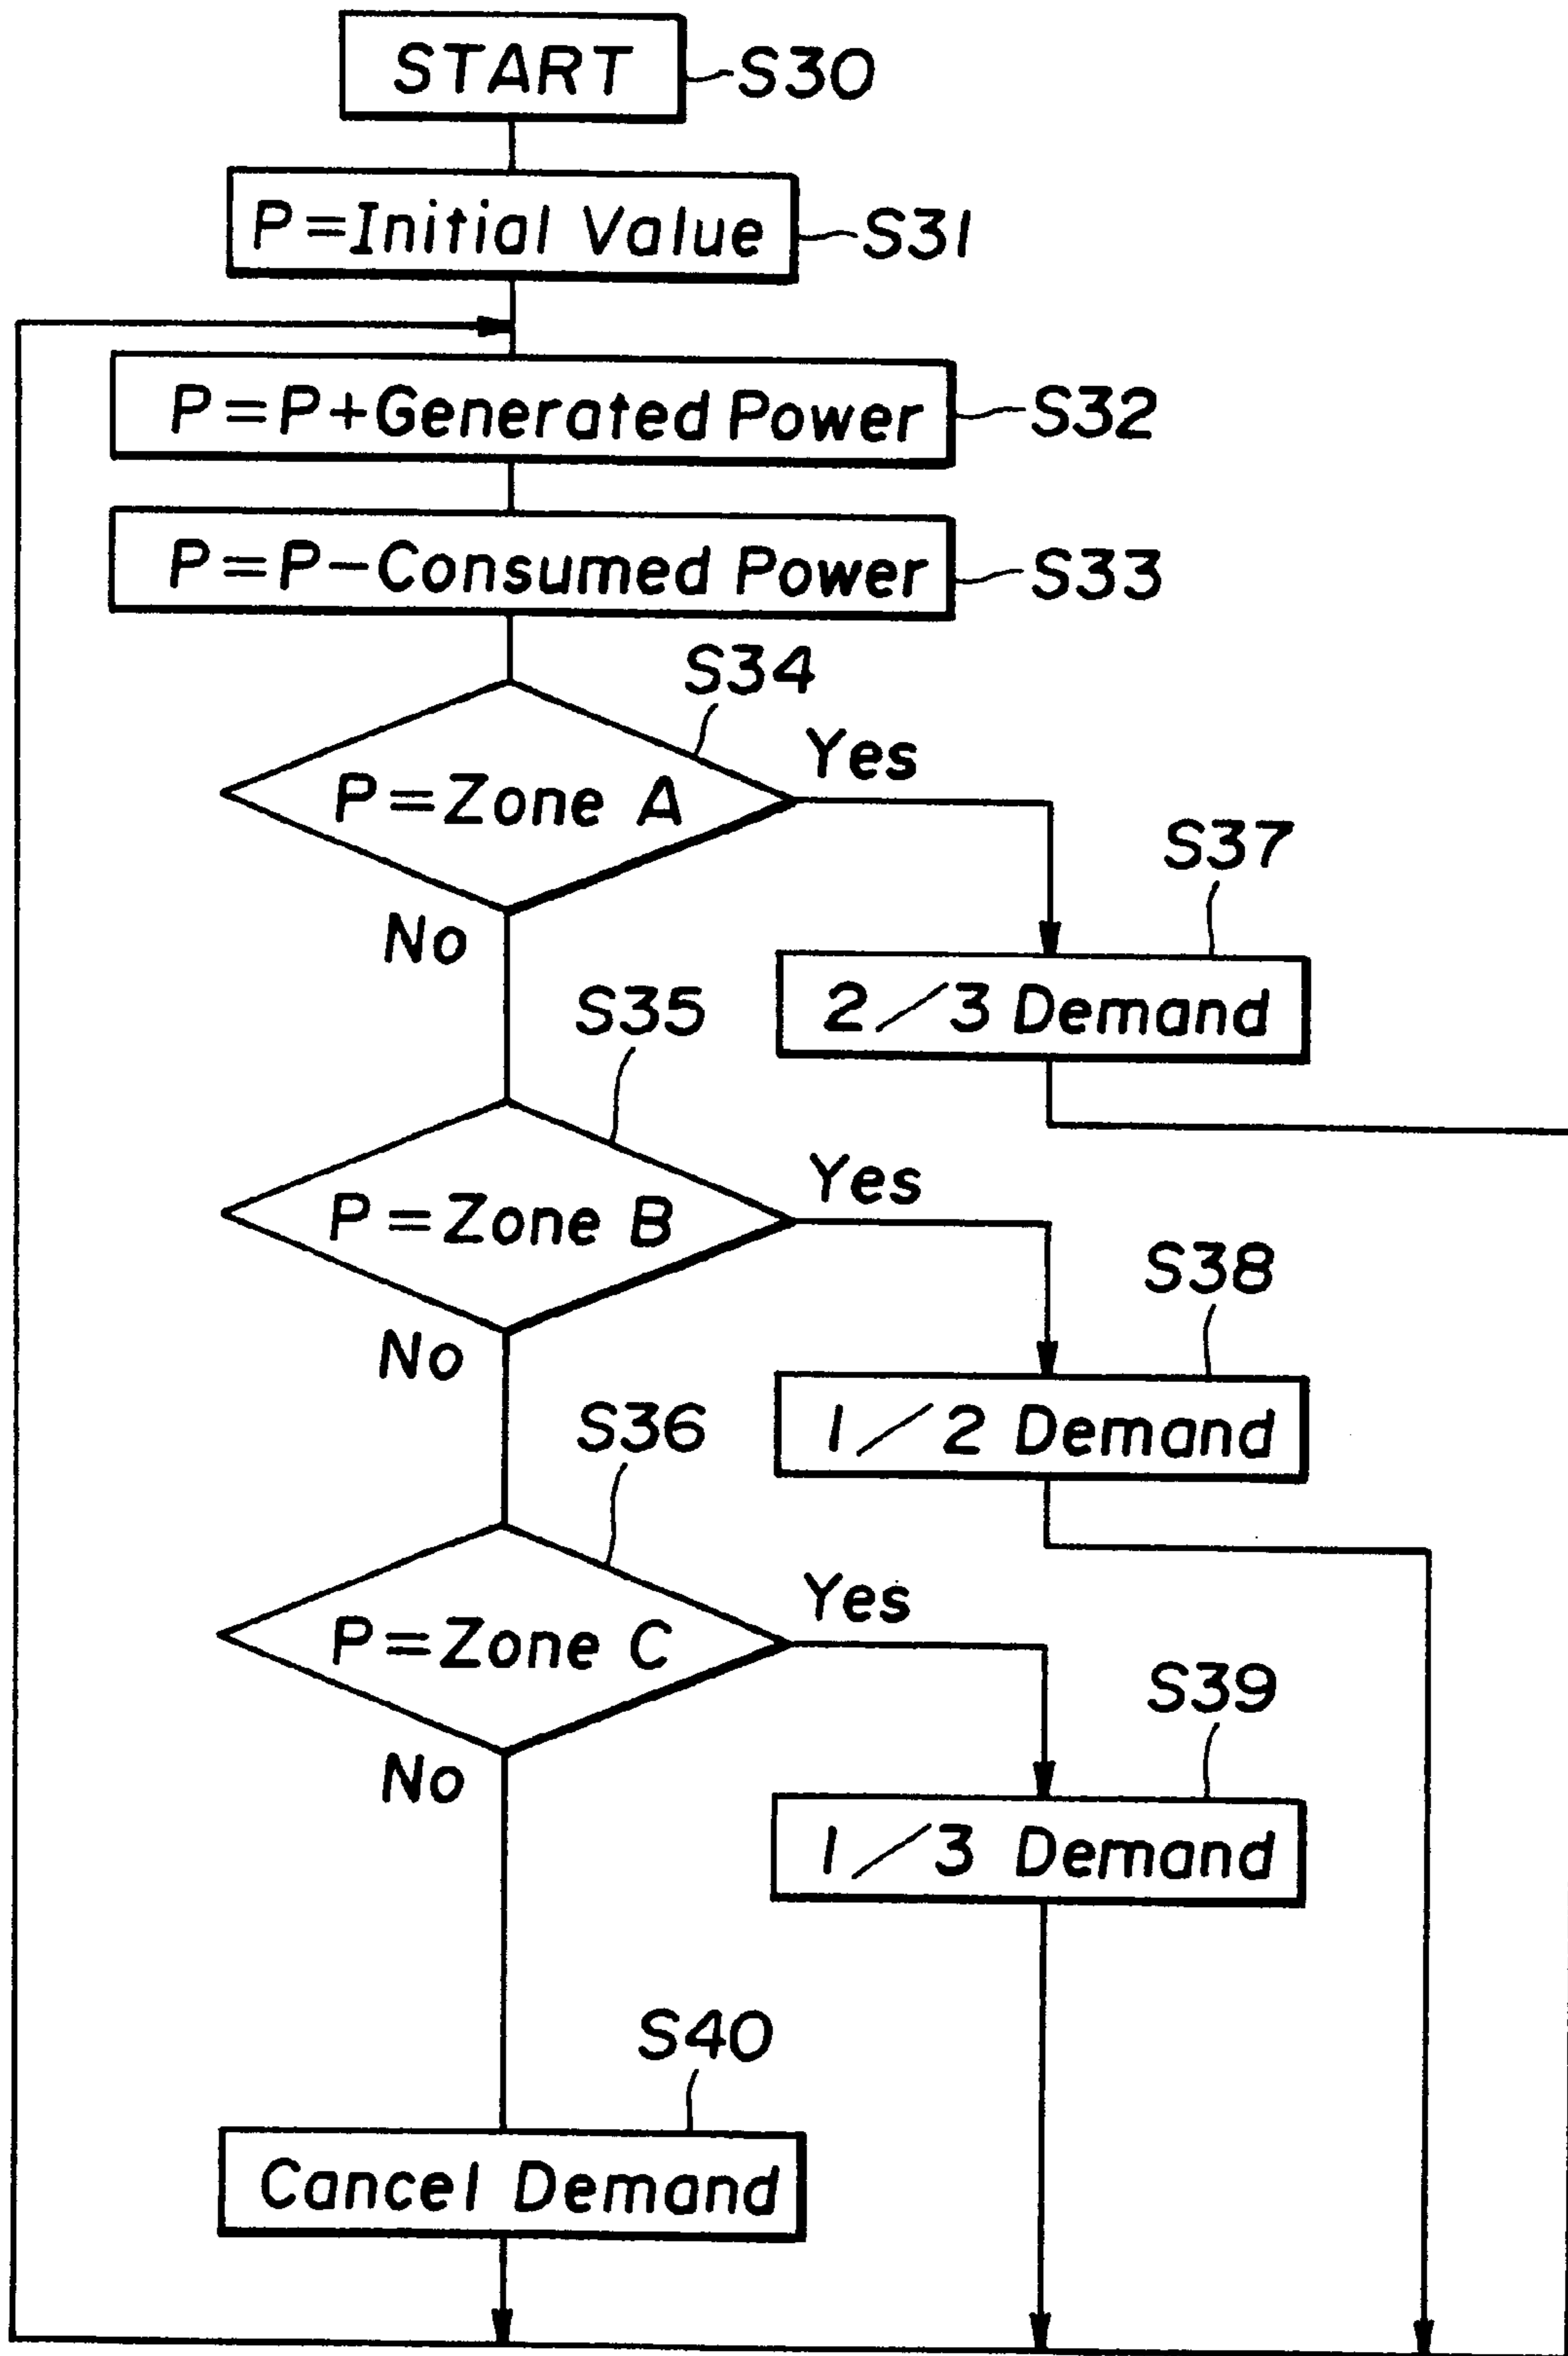 START
S30
P=Initial Value
S31
P=P+Generated Power
S32
P=P-Consumed Power
S33
S34
P=Zone A
Yes
No
S37
2/3 Demand
S35
P=Zone B
Yes
No
S38
1/2 Demand
S36
P=Zone C
Yes
No
S39
1/3 Demand
S40
Cancel Demand